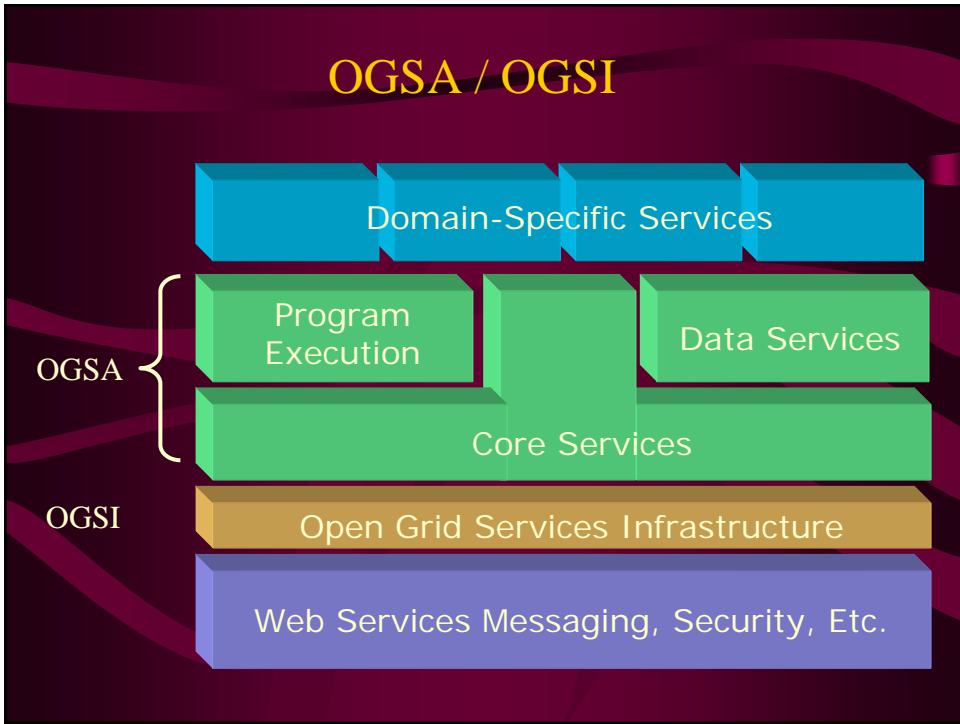 OGSA / OGSI
Domain-Specific Services
Program
Execution
Data Services
OGSA
Core Services
OGSI
Open Grid Services Infrastructure
Web Services Messaging, Security, Etc.